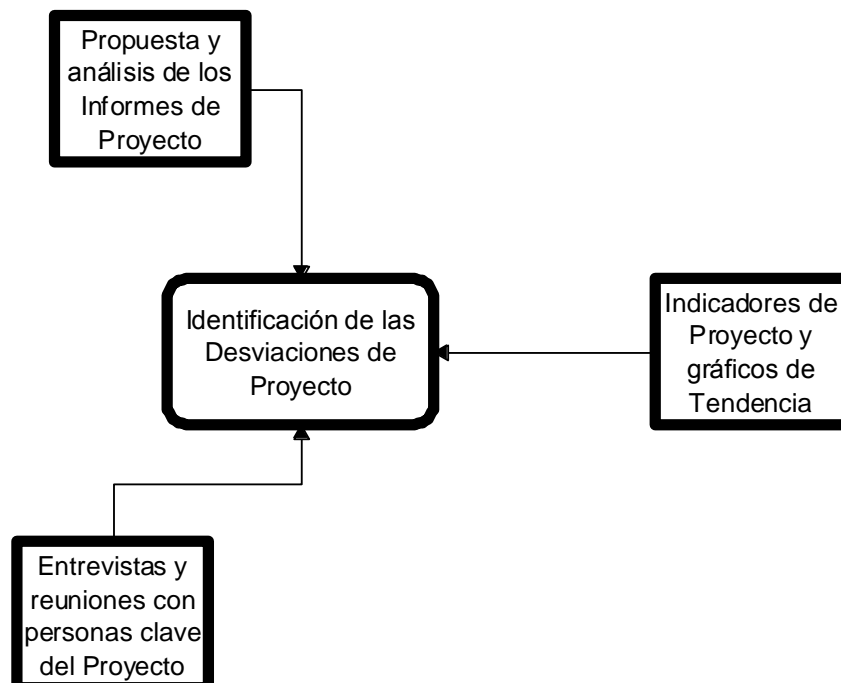 Propuesta y
análisis de los
Informes de
Proyecto
Identificación de las
Desviaciones de
Proyecto
Indicadores de
Proyecto y
gráficos de
Tendencia
Entrevistas y
reuniones con
personas clave
del Proyecto